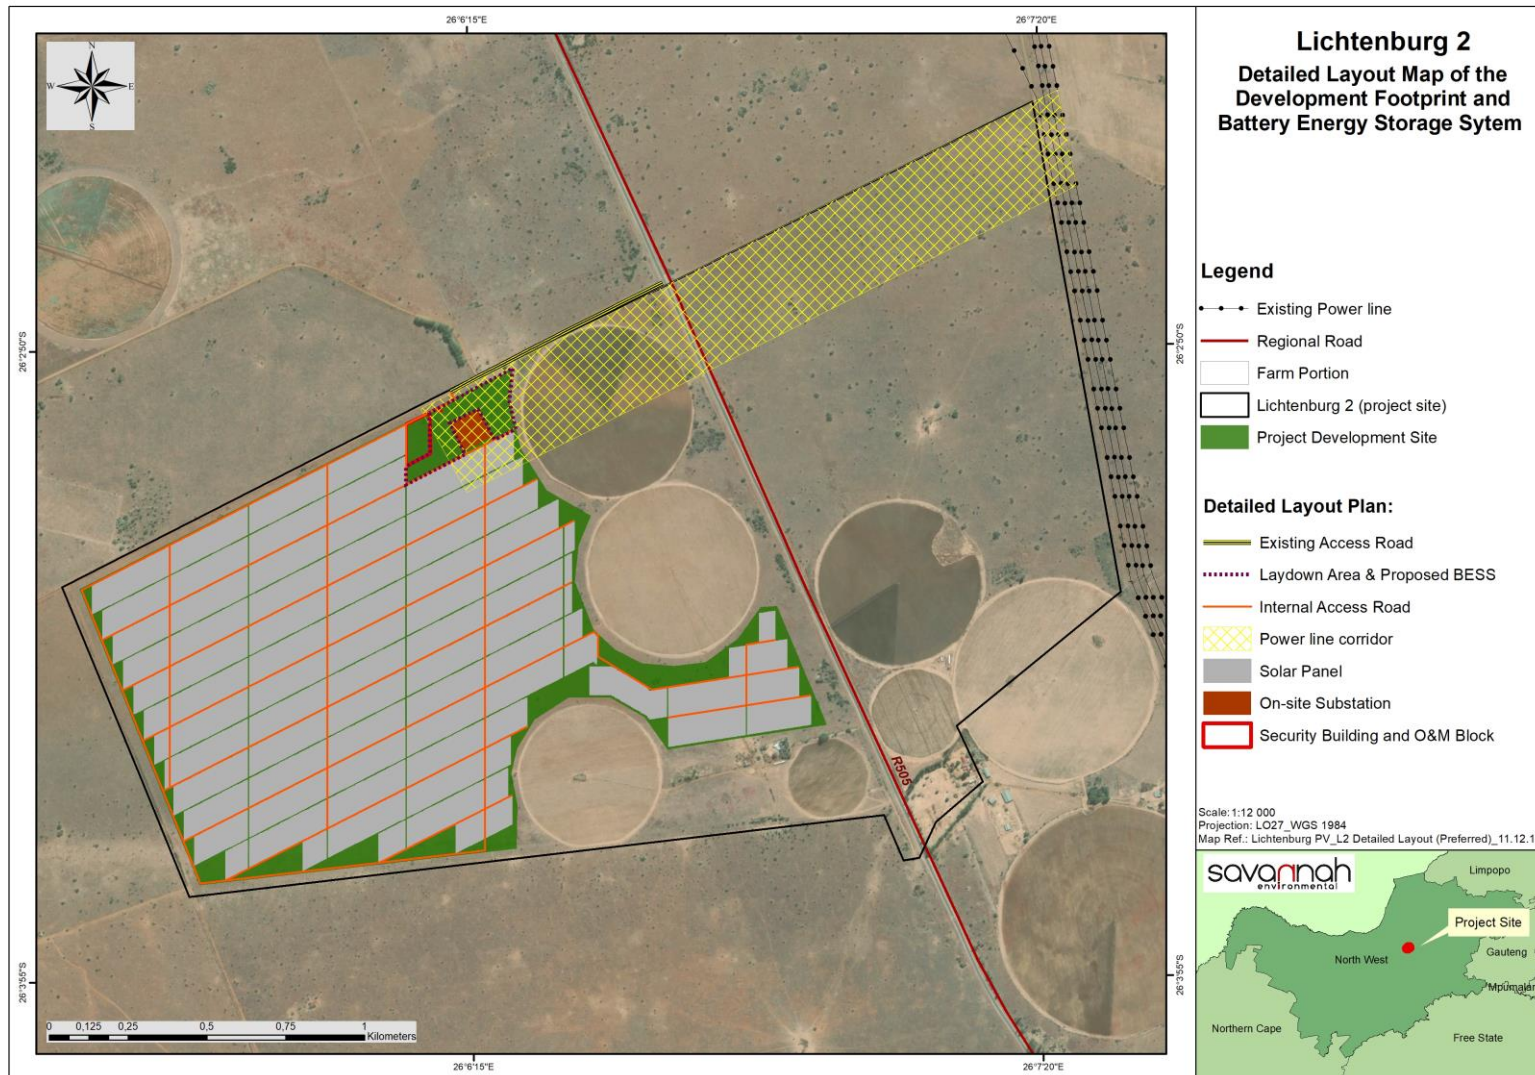 Lichtenburg 2
Detailed Layout Map of the
Development Footprint and
Battery Energy Storage Sytem
Legend
Existing Power line
Regional Road
Farm Portion
Lichtenburg 2 (project site)
Project Development Site
Detailed Layout Plan:
Existing Access Road
Laydown Area & Proposed BESS
Internal Access Road
Power line corridor
Solar Panel
On-site Substation
Security Building and O&M Block
Scale: 1:12 000
Projection: LO27_WGS 1984
Map Ref.: Lichtenburg PV_L2 Detailed Layout (Preferred)_11.12.1
savannah
environmental
Limpopo
Project Site
North West
Gauteng
Mpumalan
Northern Cape
Free State
26°6'15"E
26°7'20"E
N
W
E
S
26°2'50"S
26°2'50"S
R505
26°3'55"S
26°3'55"S
0 0,125 0,25 0,5 0,75 1
Kilometers
26°6'15"E
26°7'20"E